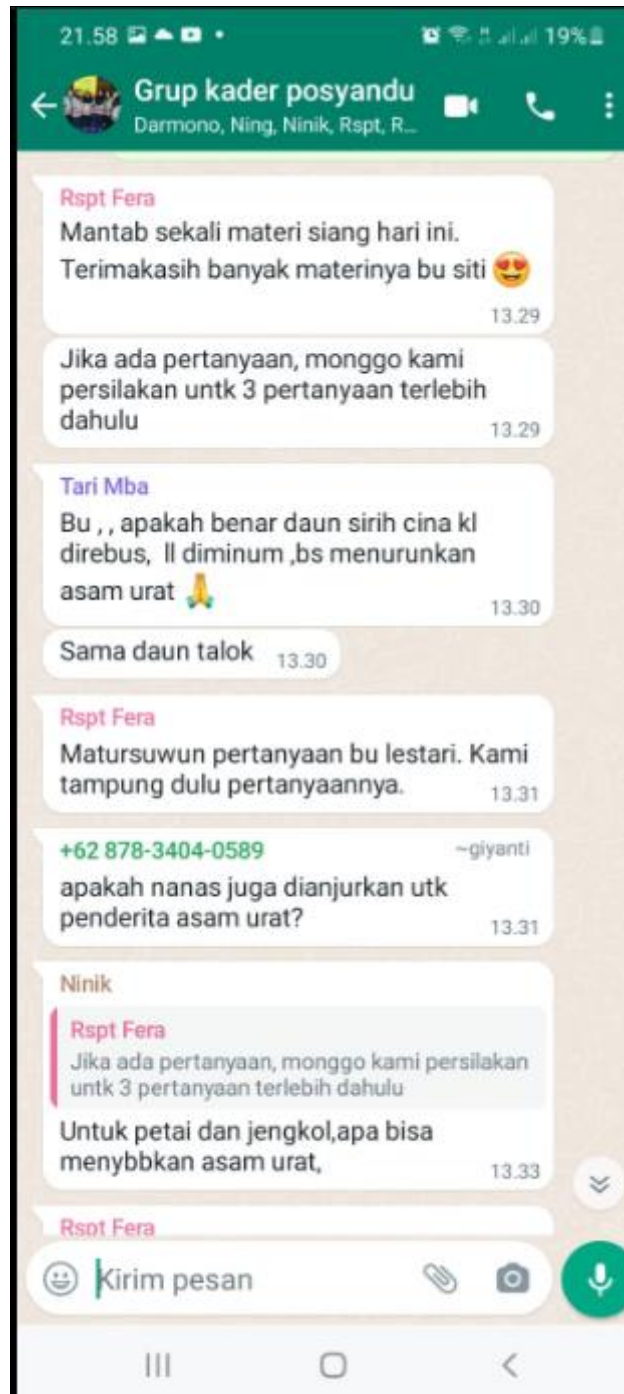 21.58
19%
Grup kader posyandu
Darmono, Ning, Ninik, Rspt, R...
Rspt Fera
Mantab sekali materi siang hari ini.
Terimakasih banyak materinya bu siti 😍
13.29
Jika ada pertanyaan, monggo kami
persilakan untk 3 pertanyaan terlebih
dahulu
13.29
Tari Mba
Bu , , apakah benar daun sirih cina kl
direbus, ll diminum ,bs menurunkan
asam urat 🙏
13.30
Sama daun talok 13.30
Rspt Fera
Matursuwun pertanyaan bu lestari. Kami
tampung dulu pertanyaannya.
13.31
+62 878-3404-0589 ~giyanti
apakah nanas juga dianjurkan utk
penderita asam urat?
13.31
Ninik
Rspt Fera
Jika ada pertanyaan, monggo kami persilakan
untk 3 pertanyaan terlebih dahulu
Untuk petai dan jengkol,apa bisa
menybbkan asam urat,
13.33
Rspt Fera
Kirim pesan